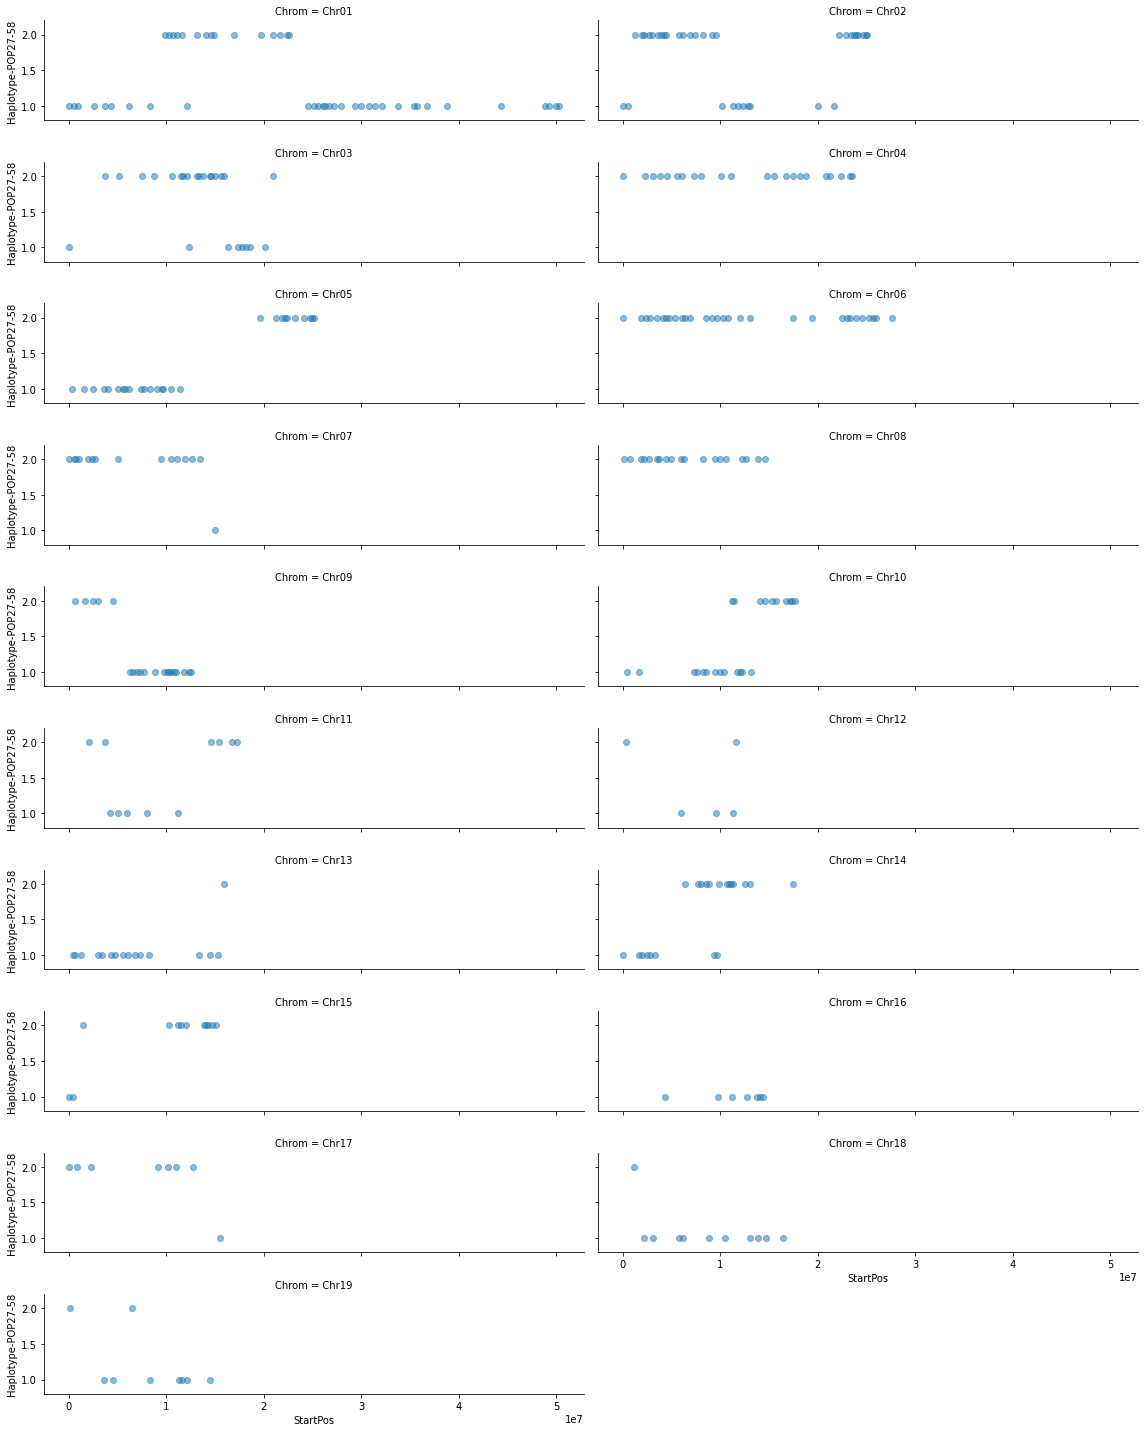 Chrom = Chr01
Chrom = Chr02
Haplotype-POP27-58
2.0
1.5
1.0
Chrom = Chr03
Chrom = Chr04
Haplotype-POP27-58
2.0
1.5
1.0
Chrom = Chr05
Chrom = Chr06
Haplotype-POP27-58
2.0
1.5
1.0
Chrom = Chr07
Chrom = Chr08
Haplotype-POP27-58
2.0
1.5
1.0
Chrom = Chr09
Chrom = Chr10
Haplotype-POP27-58
2.0
1.5
1.0
Chrom = Chr11
Chrom = Chr12
Haplotype-POP27-58
2.0
1.5
1.0
Chrom = Chr13
Chrom = Chr14
Haplotype-POP27-58
2.0
1.5
1.0
Chrom = Chr15
Chrom = Chr16
Haplotype-POP27-58
2.0
1.5
1.0
Chrom = Chr17
Chrom = Chr18
Haplotype-POP27-58
2.0
1.5
1.0
0 1 2 3 4 5
StartPos
1e7
Chrom = Chr19
Haplotype-POP27-58
2.0
1.5
1.0
0 1 2 3 4 5
StartPos
1e7